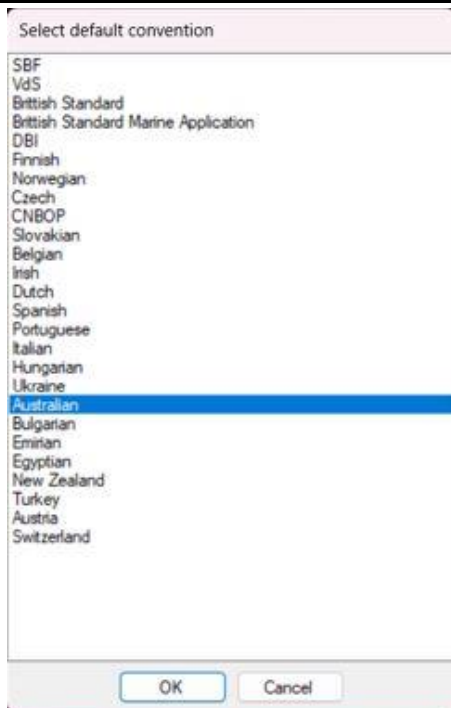 Select default convention
SBF
VdS
Brittish Standard
Brittish Standard Marine Application
DBI
Finnish
Norwegian
Czech
CNBOP
Slovakian
Belgian
Irish
Dutch
Spanish
Portuguese
Italian
Hungarian
Ukraine
Australian
Bulgarian
Emirian
Egyptian
New Zealand
Turkey
Austria
Switzerland
OK
Cancel